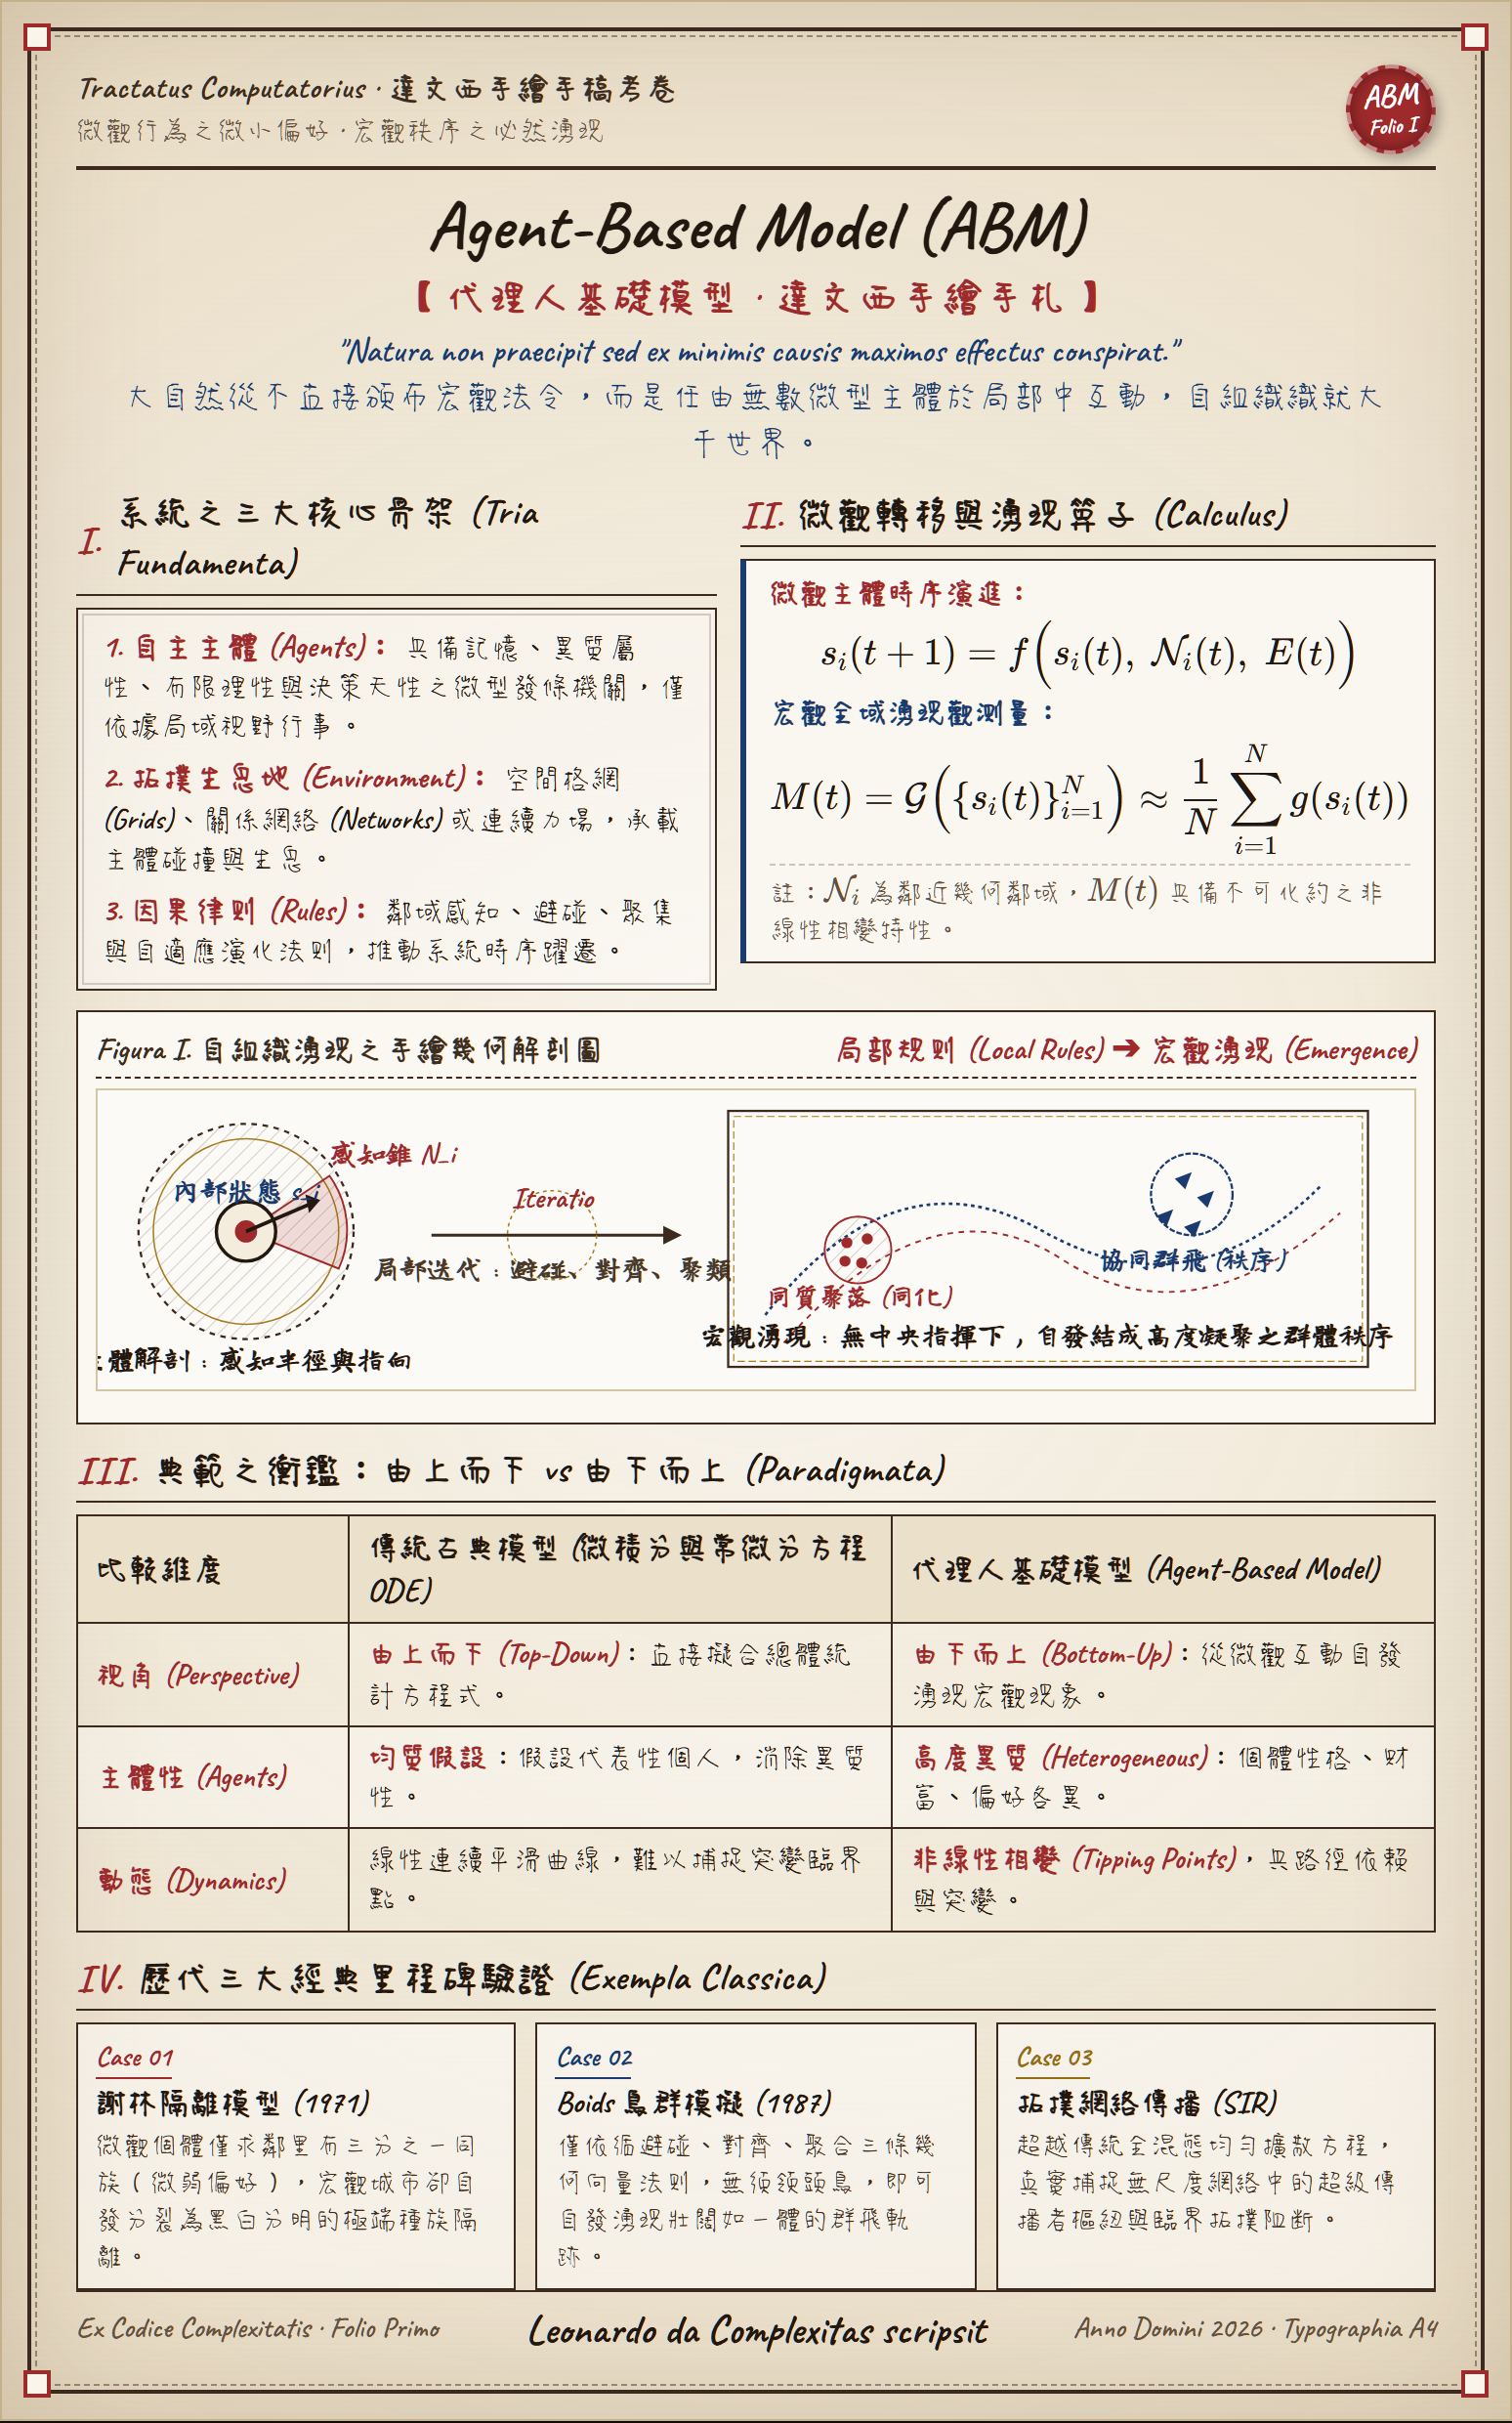 Tractatus Computatorius · 達文西手繪手稿考卷
微觀行為之微小偏好 · 宏觀秩序之必然湧現
ABM
Folio I
Agent-Based Model (ABM)
【 代理人基礎模型 · 達文西手繪手札 】
"Natura non praecipit sed ex minimis causis maximos effectus conspirat."
大自然從不直接頒布宏觀法令，而是任由無數微型主體於局部中互動，自組織織就大
千世界。
I. 系統之三大核心骨架 (Tria
Fundamenta)
1. 自主主體 (Agents)： 具備記憶、異質屬
性、有限理性與決策天性之微型發條機關，僅
依據局域視野行事。
2. 拓撲生息地 (Environment)： 空間格網
(Grids)、關係網絡 (Networks) 或連續力場，承載
主體碰撞與生息。
3. 因果律則 (Rules)： 鄰域感知、避碰、聚集
與自適應演化法則，推動系統時序躍遷。
II. 微觀轉移與湧現算子 (Calculus)
微觀主體時序演進：
s_i(t + 1) = f(s_i(t), 𝒩_i(t), E(t))
宏觀全域湧現觀測量：
M(t) = 𝒢({s_i(t)}_{i=1}^N) ≈ \frac{1}{N} \sum_{i=1}^{N} g(s_i(t))
註：𝒩_i 為鄰近幾何鄰域，M(t) 具備不可化約之非
線性相變特性。
Figura I. 自組織湧現之手繪幾何解剖圖
局部規則 (Local Rules) ➔ 宏觀湧現 (Emergence)
感知錐 N_i
內部狀態 s_i
體解剖：感知半徑與指向
Iteratio
局部迭代：避碰、對齊、聚類
同質聚落 (同化)
協同群飛 (秩序)
宏觀湧現：無中央指揮下，自發結成高度凝聚之群體秩序
III. 典範之衡鑑：由上而下 vs 由下而上 (Paradigmata)
比較維度
傳統古典模型 (微積分與常微分方程
ODE)
代理人基礎模型 (Agent-Based Model)
視角 (Perspective)
由上而下 (Top-Down)：直接擬合總體統
計方程式。
由下而上 (Bottom-Up)：從微觀互動自發
湧現宏觀現象。
主體性 (Agents)
均質假設：假設代表性個人，消除異質
性。
高度異質 (Heterogeneous)：個體性格、財
富、偏好各異。
動態 (Dynamics)
線性連續平滑曲線，難以捕捉突變臨界
點。
非線性相變 (Tipping Points)，具路徑依賴
與突變。
IV. 歷代三大經典里程碑驗證 (Exempla Classica)
Case 01
謝林隔離模型 (1971)
微觀個體僅求鄰里有三分之一同
族（微弱偏好），宏觀城市卻自
發分裂為黑白分明的極端種族隔
離。
Case 02
Boids 鳥群模擬 (1987)
僅依循避碰、對齊、聚合三條幾
何向量法則，無須領頭鳥，即可
自發湧現壯闊如一體的群飛軌
跡。
Case 03
拓撲網絡傳播 (SIR)
超越傳統全混態均勻擴散方程，
真實捕捉無尺度網絡中的超級傳
播者樞紐與臨界拓撲阻斷。
Ex Codice Complexitatis · Folio Primo
Leonardo da Complexitas scripsit
Anno Domini 2026 · Typographia A4